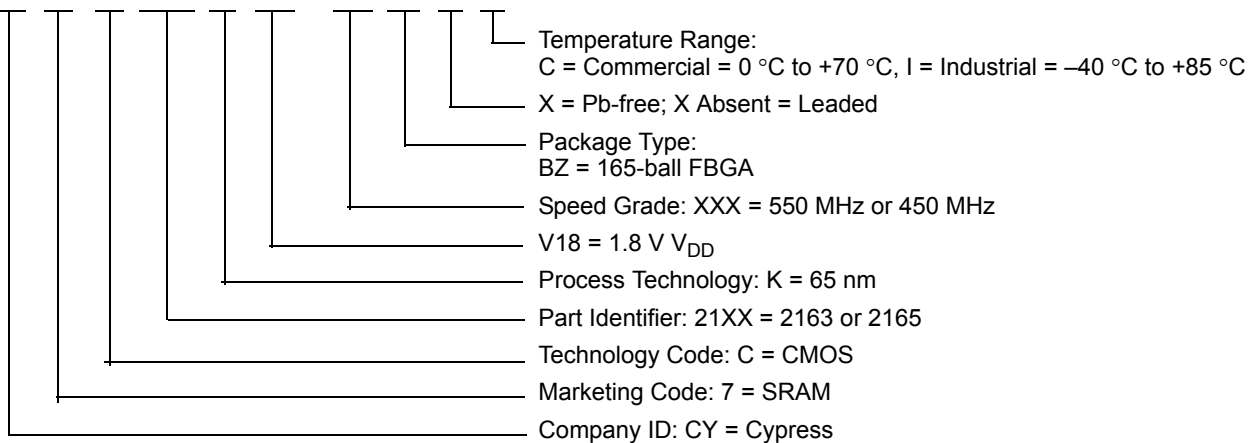 Temperature Range:
C = Commercial = 0 °C to +70 °C, I = Industrial = –40 °C to +85 °C
X = Pb-free; X Absent = Leaded
Package Type:
BZ = 165-ball FBGA
Speed Grade: XXX = 550 MHz or 450 MHz
V18 = 1.8 V VDD
Process Technology: K = 65 nm
Part Identifier: 21XX = 2163 or 2165
Technology Code: C = CMOS
Marketing Code: 7 = SRAM
Company ID: CY = Cypress